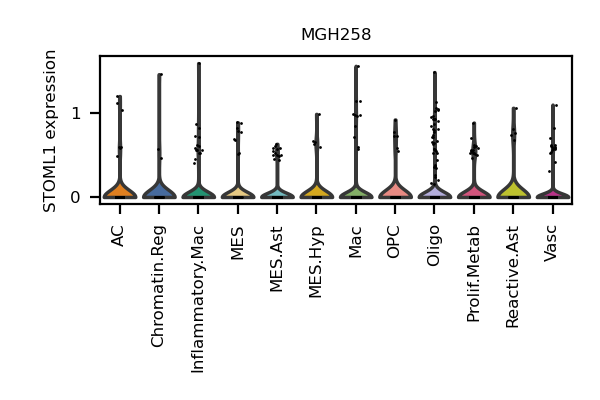 MGH258
STOML1 expression
1
0
AC
Chromatin.Reg
Inflammatory.Mac
MES
MES.Ast
MES.Hyp
Mac
OPC
Oligo
Prolif.Metab
Reactive.Ast
Vasc